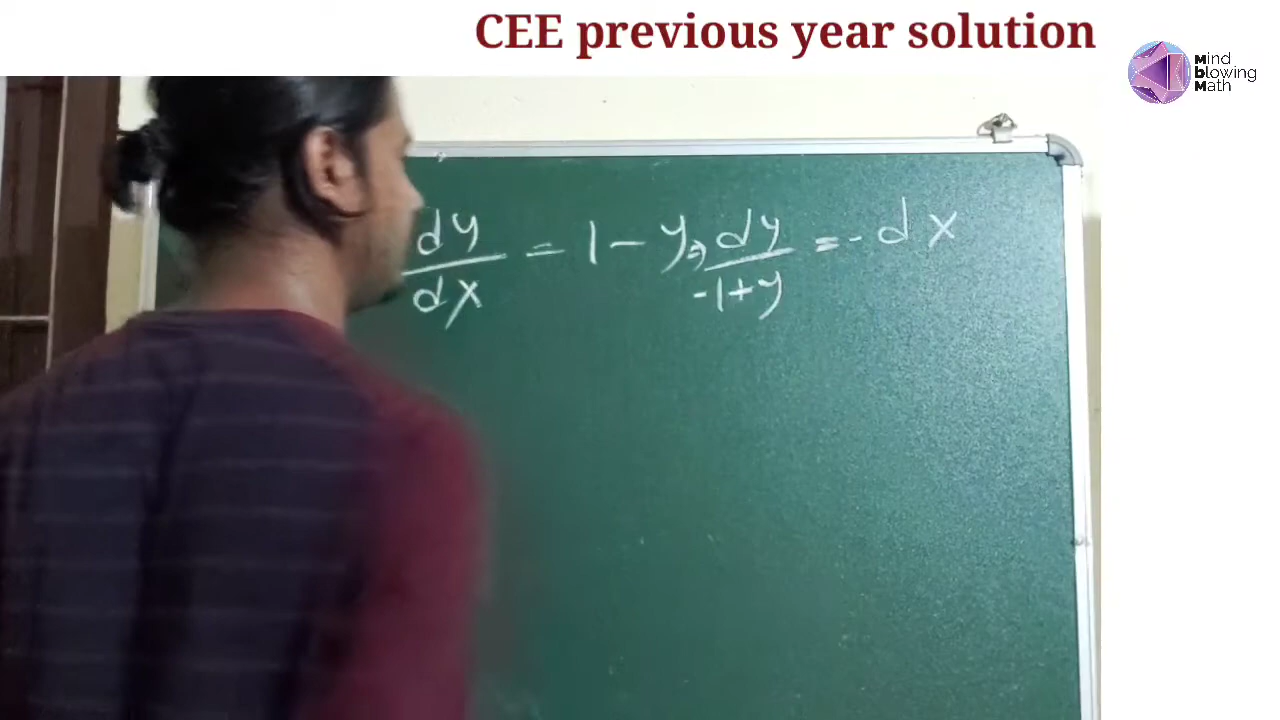 CEE previous year solution
Mind
blowing
Math
dy/dx = 1 - y ⇒ dy/-1+y = - dx